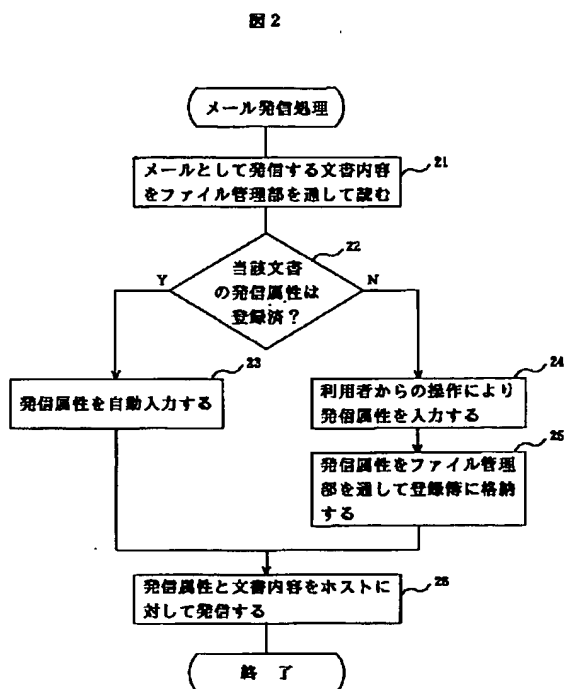 図2
メール発信処理
メールとして発信する文書内容
をファイル管理部を通して読む
21
当該文書
の発信属性は
登録済？
22
Y
N
発信属性を自動入力する
23
利用者からの操作により
発信属性を入力する
24
発信属性をファイル管理
部を通して登録簿に格納
する
25
発信属性と文書内容をホストに
対して発信する
26
終了